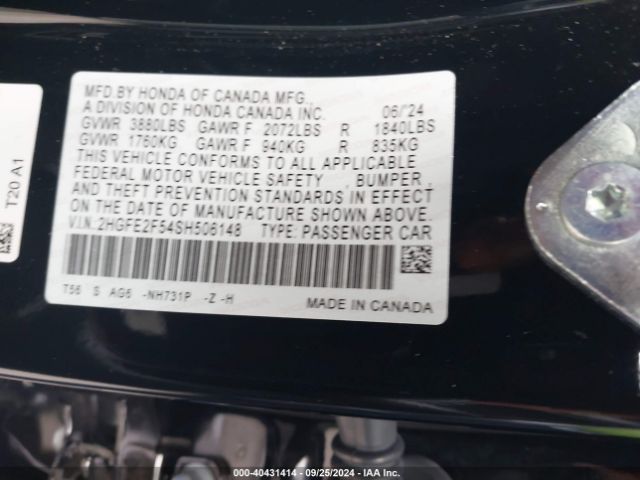 MFD BY HONDA OF CANADA MFG.,
A DIVISION OF HONDA CANADA INC. 06/'24
GVWR 3880LBS GAWR F 2072LBS R 1840LBS
GVWR 1760KG GAWR F 940KG R 835KG
THIS VEHICLE CONFORMS TO ALL APPLICABLE
FEDERAL MOTOR VEHICLE SAFETY , BUMPER ,
AND THEFT PREVENTION STANDARDS IN EFFECT
ON THE DATE OF MANUFACTURE SHOWN ABOVE.
V.I.N.:2HGFE2F54SH506148 TYPE: PASSENGER CAR
T56 S AG6 -NH731P -Z -H
MADE IN CANADA
T20 A1
000-40431414 | 09/25/2024 | IAA Inc.